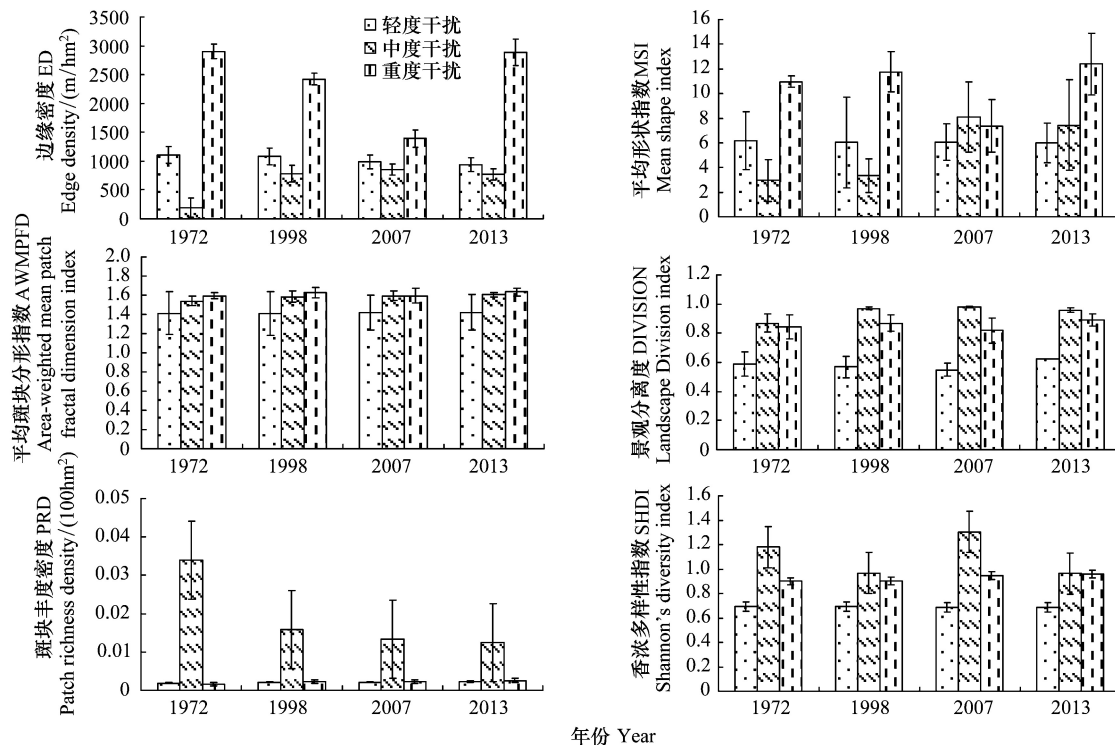 3500
3000
2500
2000
1500
1000
500
0
边缘密度 ED
Edge density/(m/hm²)
轻度干扰
中度干扰
重度干扰
1972 1998 2007 2013
16
14
12
10
8
6
4
2
0
平均形状指数 MSI
Mean shape index
1972 1998 2007 2013
2.0
1.8
1.6
1.4
1.2
1.0
0.8
0.6
0.4
0.2
0
平均斑块分形指数 AWMPFD
Area-weighted mean patch
fractal dimension index
1972 1998 2007 2013
1.2
1.0
0.8
0.6
0.4
0.2
0
景观分离度 DIVISION
Landscape Division index
1972 1998 2007 2013
0.05
0.04
0.03
0.02
0.01
0
斑块丰度密度 PRD
Patch richness density/(100hm²)
1972 1998 2007 2013
1.6
1.4
1.2
1.0
0.8
0.6
0.4
0.2
0
香浓多样性指数 SHDI
Shannon's diversity index
1972 1998 2007 2013
年份 Year